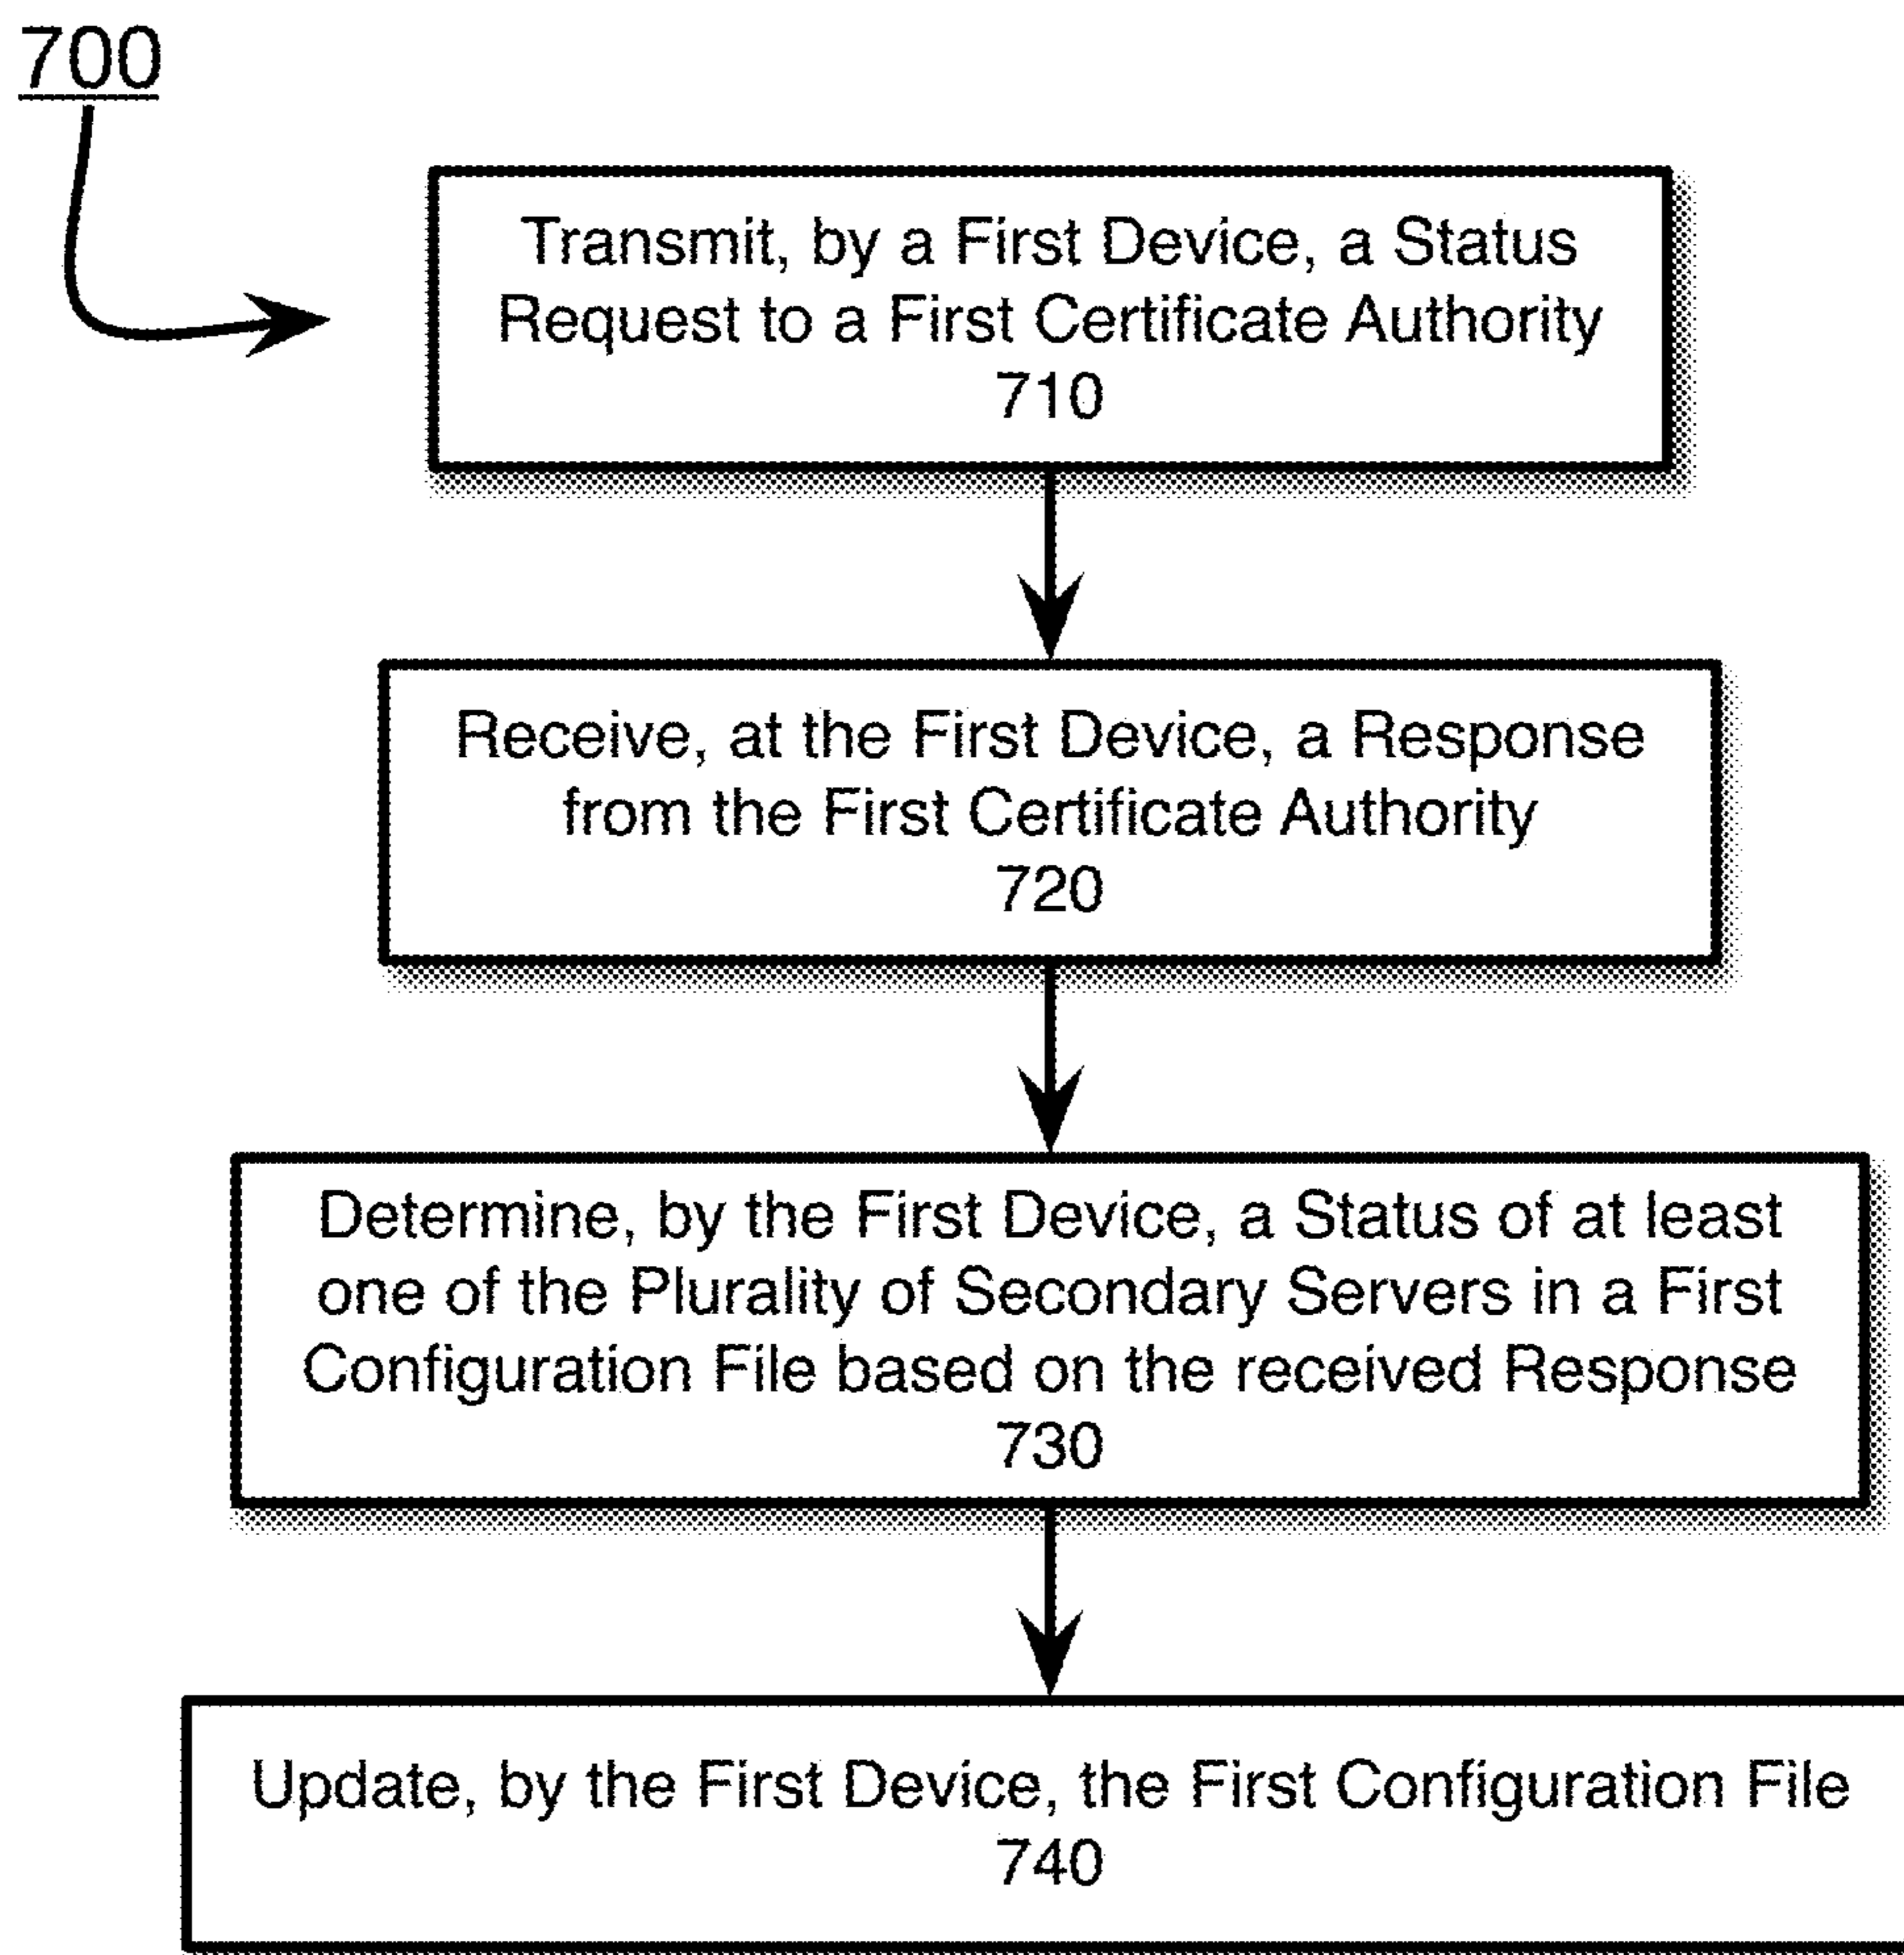 700
Transmit, by a First Device, a Status
Request to a First Certificate Authority
710
Receive, at the First Device, a Response
from the First Certificate Authority
720
Determine, by the First Device, a Status of at least
one of the Plurality of Secondary Servers in a First
Configuration File based on the received Response
730
Update, by the First Device, the First Configuration File
740